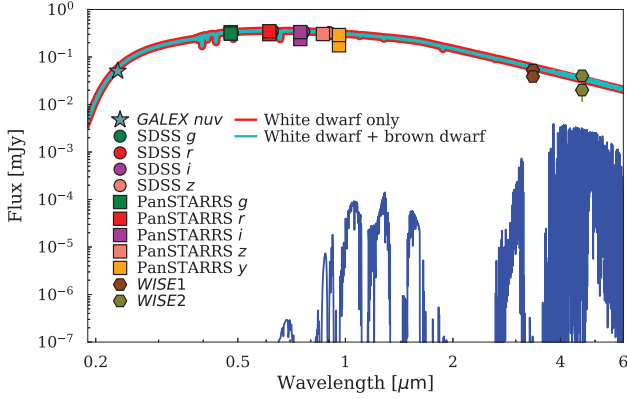 10⁰
10⁻¹
10⁻²
10⁻³
10⁻⁴
10⁻⁵
10⁻⁶
10⁻⁷
Flux [mJy]
GALEX nuv
SDSS g
SDSS r
SDSS i
SDSS z
PanSTARRS g
PanSTARRS r
PanSTARRS i
PanSTARRS z
PanSTARRS y
WISE1
WISE2
White dwarf only
White dwarf + brown dwarf
0.2 0.5 1 2 4 6
Wavelength [μm]